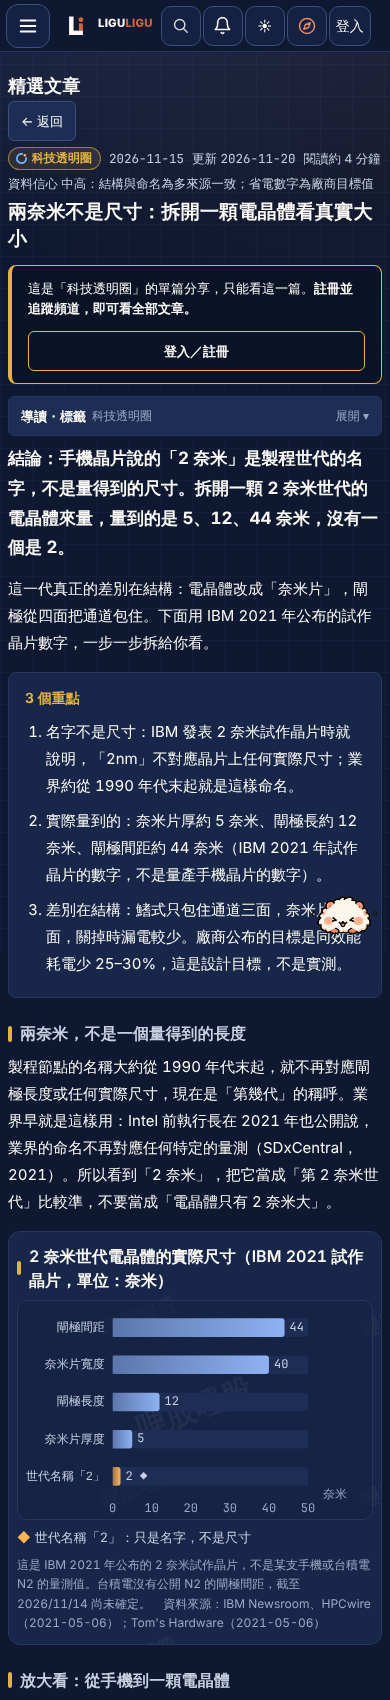 LIGULIGU
登入
精選文章
← 返回
科技透明圈 2026-11-15 更新 2026-11-20 閱讀約 4 分鐘
資料信心 中高：結構與命名為多來源一致；省電數字為廠商目標值
兩奈米不是尺寸：拆開一顆電晶體看真實大
小
這是「科技透明圈」的單篇分享，只能看這一篇。註冊並
追蹤頻道，即可看全部文章。
登入／註冊
導讀・標籤 科技透明圈 展開 ▾
結論：手機晶片說的「2 奈米」是製程世代的名
字，不是量得到的尺寸。拆開一顆 2 奈米世代的
電晶體來量，量到的是 5、12、44 奈米，沒有一
個是 2。
這一代真正的差別在結構：電晶體改成「奈米片」，閘
極從四面把通道包住。下面用 IBM 2021 年公布的試作
晶片數字，一步一步拆給你看。
3 個重點
1. 名字不是尺寸：IBM 發表 2 奈米試作晶片時就
說明，「2nm」不對應晶片上任何實際尺寸；業
界約從 1990 年代末起就是這樣命名。
2. 實際量到的：奈米片厚約 5 奈米、閘極長約 12
奈米、閘極間距約 44 奈米（IBM 2021 年試作
晶片的數字，不是量產手機晶片的數字）。
3. 差別在結構：鰭式只包住通道三面，奈米片
面，關掉時漏電較少。廠商公布的目標是同效能
耗電少 25–30%，這是設計目標，不是實測。
兩奈米，不是一個量得到的長度
製程節點的名稱大約從 1990 年代末起，就不再對應閘
極長度或任何實際尺寸，現在是「第幾代」的稱呼。業
界早就是這樣用：Intel 前執行長在 2021 年也公開說，
業界的命名不再對應任何特定的量測（SDxCentral，
2021）。所以看到「2 奈米」，把它當成「第 2 奈米世
代」比較準，不要當成「電晶體只有 2 奈米大」。
2 奈米世代電晶體的實際尺寸（IBM 2021 試作
晶片，單位：奈米）
閘極間距 44
奈米片寬度 40
閘極長度 12
奈米片厚度 5
世代名稱「2」 2 ◆
奈米
0 10 20 30 40 50
◆ 世代名稱「2」：只是名字，不是尺寸
這是 IBM 2021 年公布的 2 奈米試作晶片，不是某支手機或台積電
N2 的量測值。台積電沒有公開 N2 的閘極間距，截至
2026/11/14 尚未確定。 資料來源：IBM Newsroom、HPCwire
（2021-05-06）；Tom's Hardware（2021-05-06）
放大看：從手機到一顆電晶體